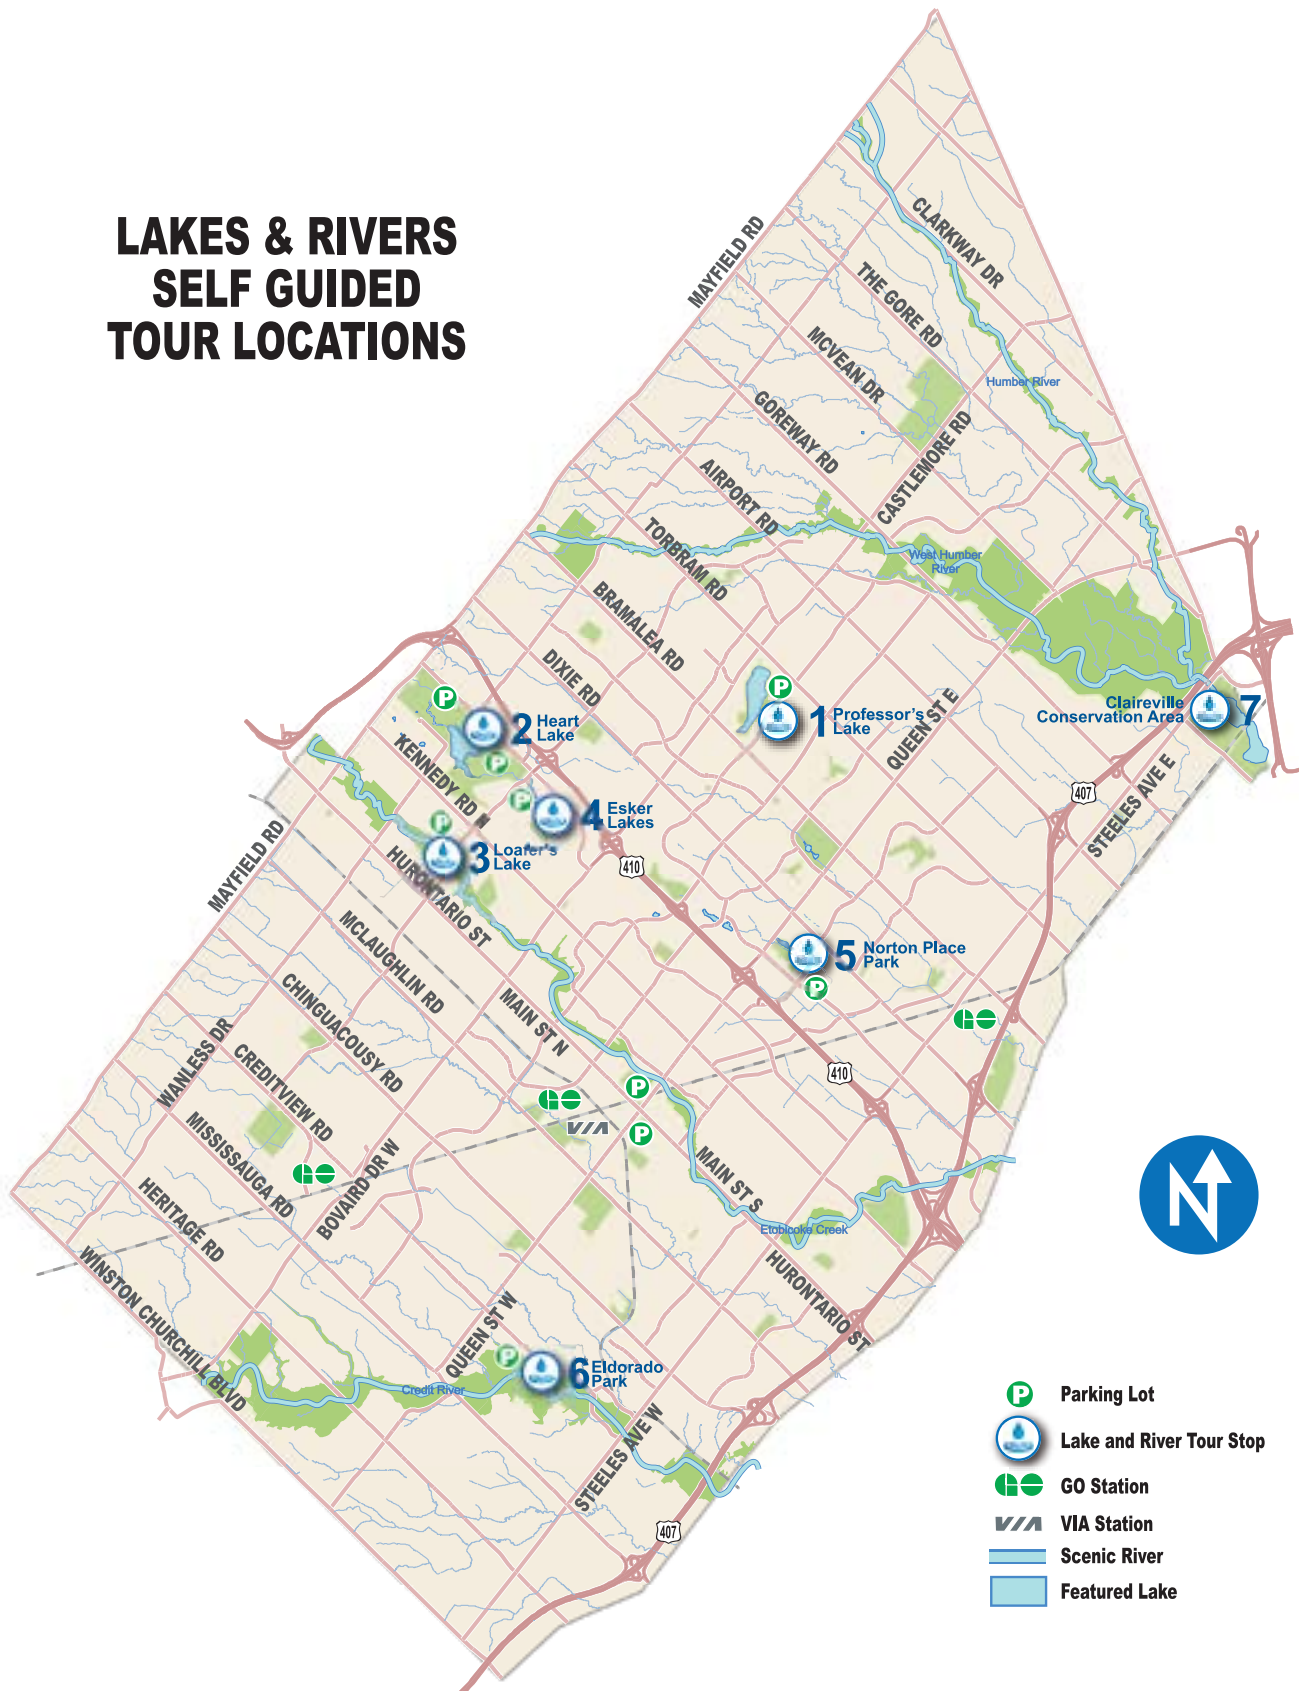 LAKES & RIVERS
SELF GUIDED
TOUR LOCATIONS
MAYFIELD RD
CLARKWAY DR
THE GORE RD
MCVEAN DR
Humber River
GOREWAY RD
CASTLEMORE RD
AIRPORT RD
TORBRAM RD
West Humber
River
BRAMALEA RD
DIXIE RD
P
P
1 Professor's
Lake
QUEEN ST E
Claireville
Conservation Area
7
2 Heart
Lake
KENNEDY RD N
P
P
4 Esker
Lakes
407
STEELES AVE E
P
3 Loafer's
Lake
410
MAYFIELD RD
HURONTARIO ST
MCLAUGHLIN RD
5 Norton Place
Park
P
CHINGUACOUSY RD
MAIN ST N
GO
WANLESS DR
CREDITVIEW RD
410
P
GO
VIA
P
MISSISSAUGA RD
GO
BOVAIRD DR W
HERITAGE RD
MAIN ST S
Etobicoke Creek
N
WINSTON CHURCHILL BLVD
HURONTARIO ST
QUEEN ST W
P
6 Eldorado
Park
Credit River
STEELES AVE W
407
P Parking Lot
Lake and River Tour Stop
GO GO Station
VIA VIA Station
Scenic River
Featured Lake